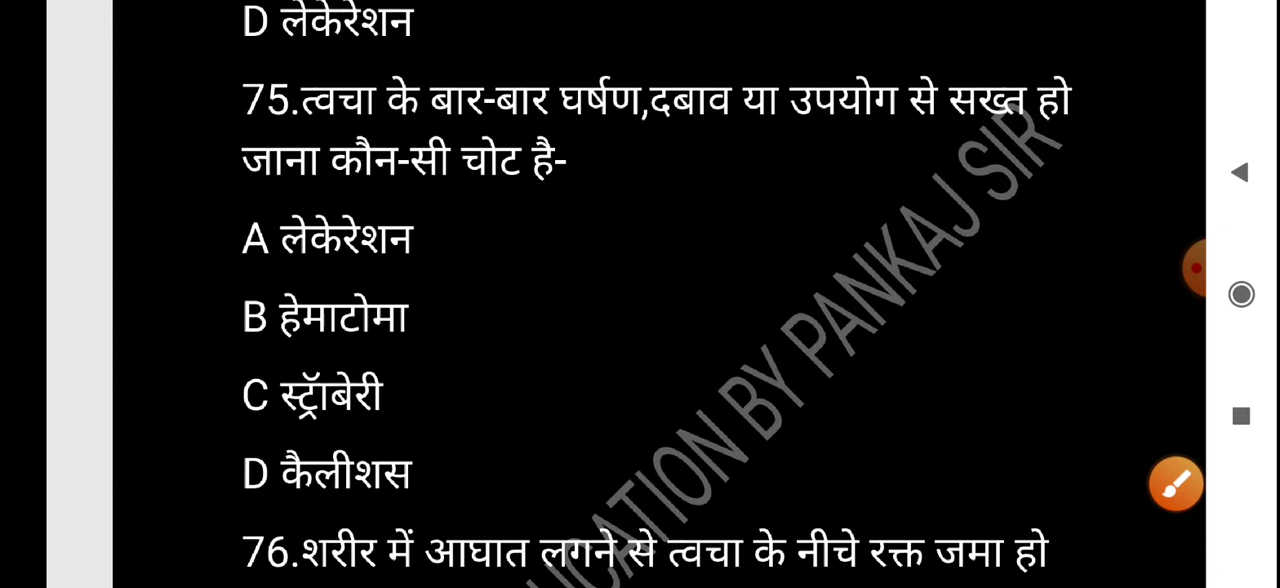 D लेकेरेशन
75.त्वचा के बार-बार घर्षण,दबाव या उपयोग से सख्त हो
जाना कौन-सी चोट है-
A लेकेरेशन
B हेमाटोमा
C स्ट्रॅाबेरी
D कैलीशस
76.शरीर में आघात लगने से त्वचा के नीचे रक्त जमा हो
BY PANKAJ SIR